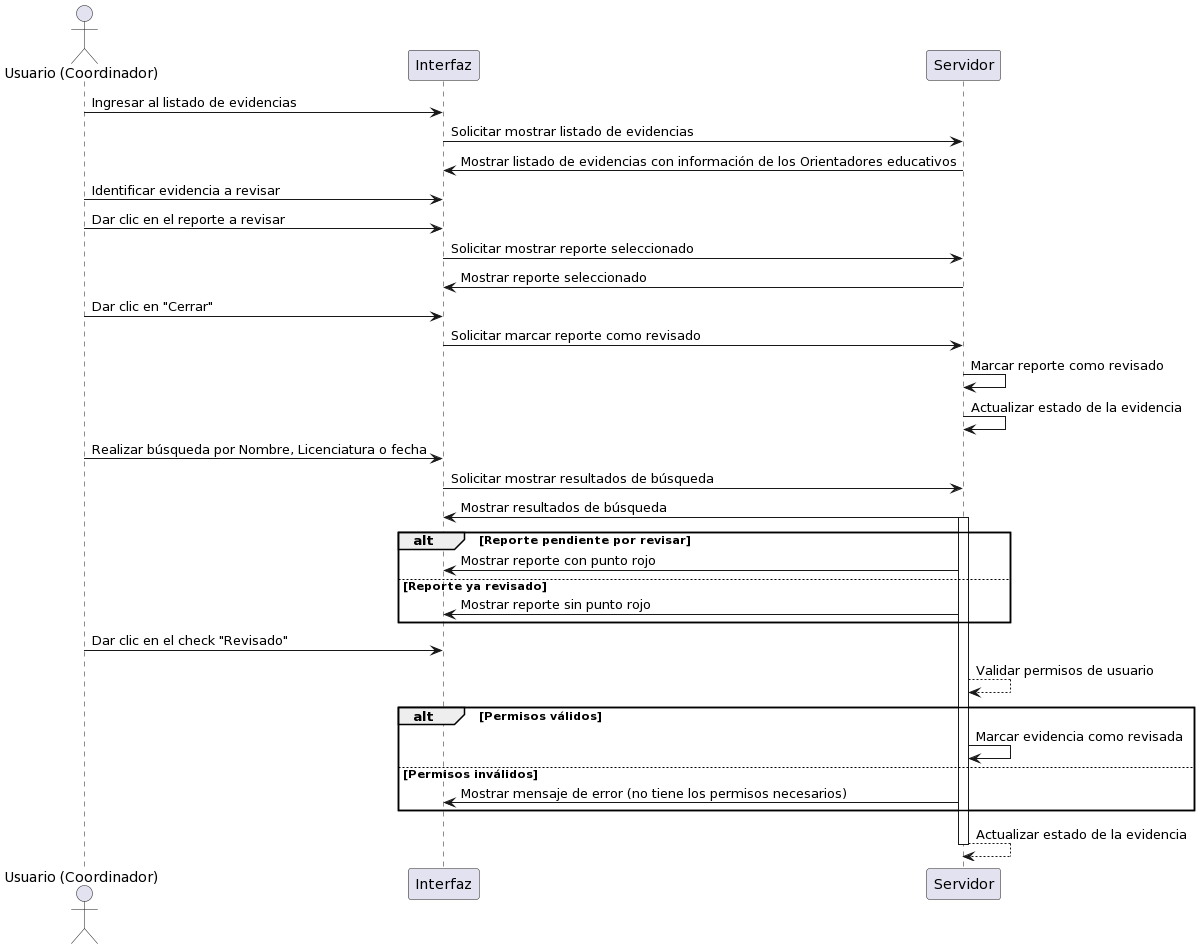 Usuario (Coordinador)
Interfaz
Servidor
Ingresar al listado de evidencias
Solicitar mostrar listado de evidencias
Mostrar listado de evidencias con información de los Orientadores educativos
Identificar evidencia a revisar
Dar clic en el reporte a revisar
Solicitar mostrar reporte seleccionado
Mostrar reporte seleccionado
Dar clic en "Cerrar"
Solicitar marcar reporte como revisado
Marcar reporte como revisado
Actualizar estado de la evidencia
Realizar búsqueda por Nombre, Licenciatura o fecha
Solicitar mostrar resultados de búsqueda
Mostrar resultados de búsqueda
alt
[Reporte pendiente por revisar]
Mostrar reporte con punto rojo
[Reporte ya revisado]
Mostrar reporte sin punto rojo
Dar clic en el check "Revisado"
Validar permisos de usuario
alt
[Permisos válidos]
Marcar evidencia como revisada
[Permisos inválidos]
Mostrar mensaje de error (no tiene los permisos necesarios)
Actualizar estado de la evidencia
Usuario (Coordinador)
Interfaz
Servidor